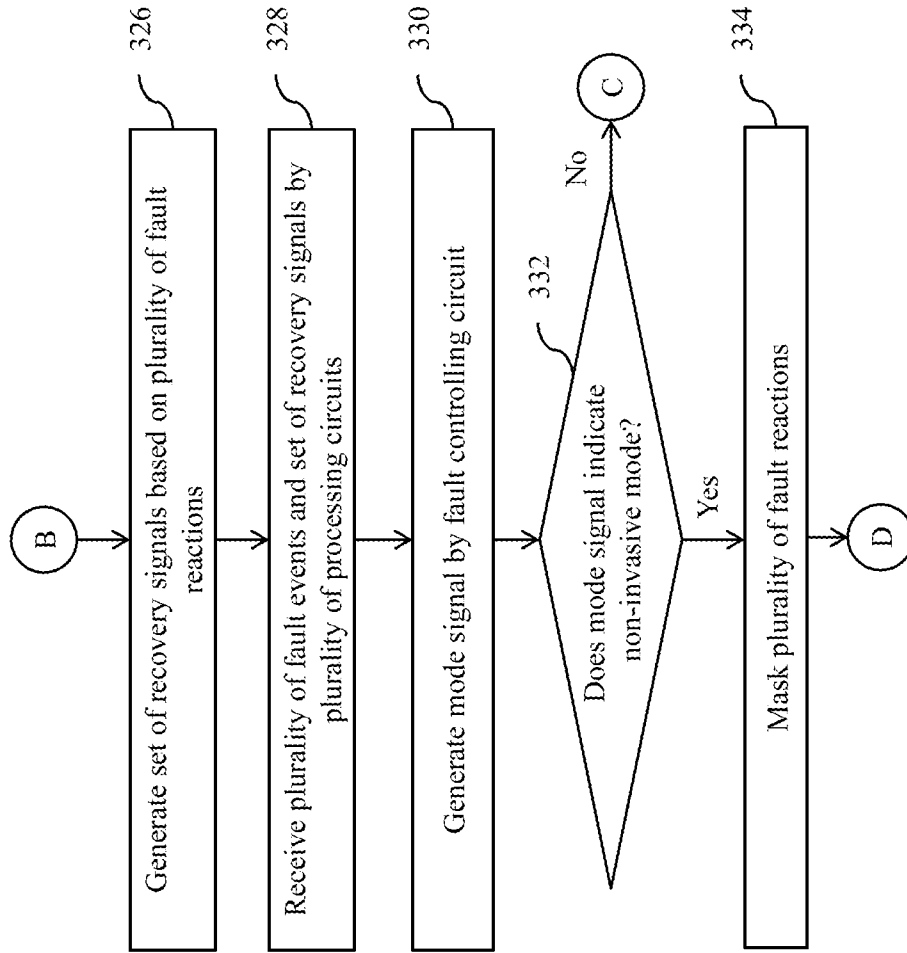 B
326
Generate set of recovery signals based on plurality of fault
reactions
328
Receive plurality of fault events and set of recovery signals by
plurality of processing circuits
330
Generate mode signal by fault controlling circuit
332
Does mode signal indicate
non-invasive mode?
No
C
Yes
334
Mask plurality of fault reactions
D